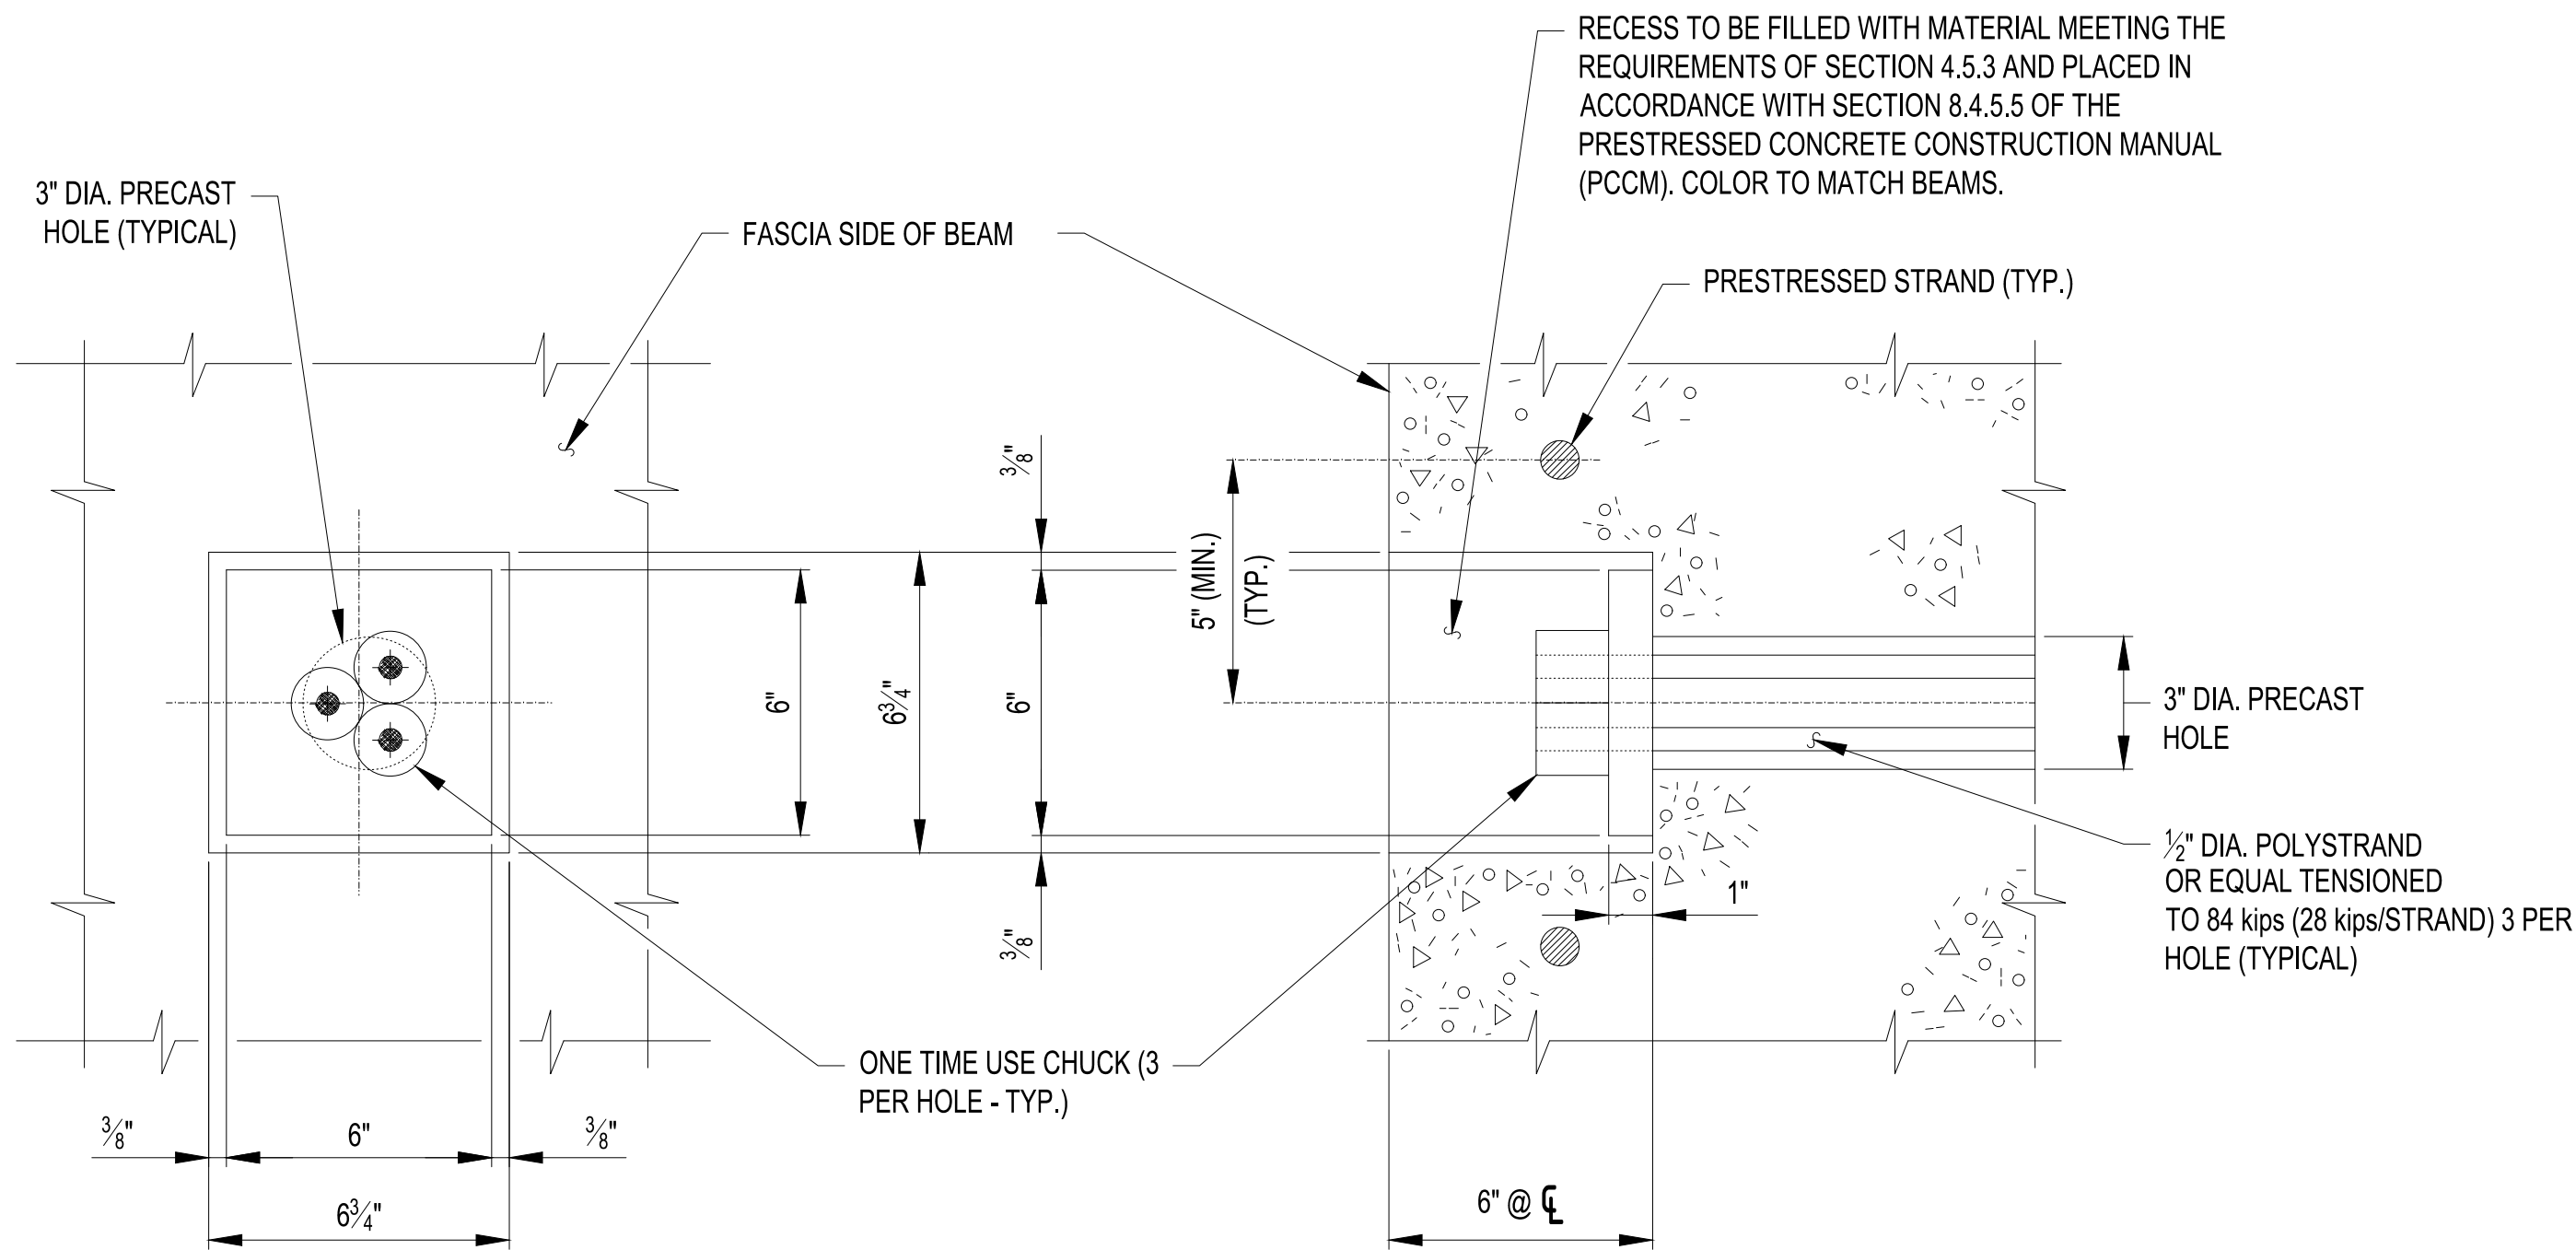 RECESS TO BE FILLED WITH MATERIAL MEETING THE
REQUIREMENTS OF SECTION 4.5.3 AND PLACED IN
ACCORDANCE WITH SECTION 8.4.5.5 OF THE
PRESTRESSED CONCRETE CONSTRUCTION MANUAL
(PCCM). COLOR TO MATCH BEAMS.
3" DIA. PRECAST
HOLE (TYPICAL)
FASCIA SIDE OF BEAM
PRESTRESSED STRAND (TYP.)
3/8"
5" (MIN.)
(TYP.)
6"
6 3/4"
6"
3/8"
3" DIA. PRECAST
HOLE
1/2" DIA. POLYSTRAND
OR EQUAL TENSIONED
TO 84 kips (28 kips/STRAND) 3 PER
HOLE (TYPICAL)
1"
ONE TIME USE CHUCK (3
PER HOLE - TYP.)
3/8"
6"
3/8"
6 3/4"
6" @ ℄